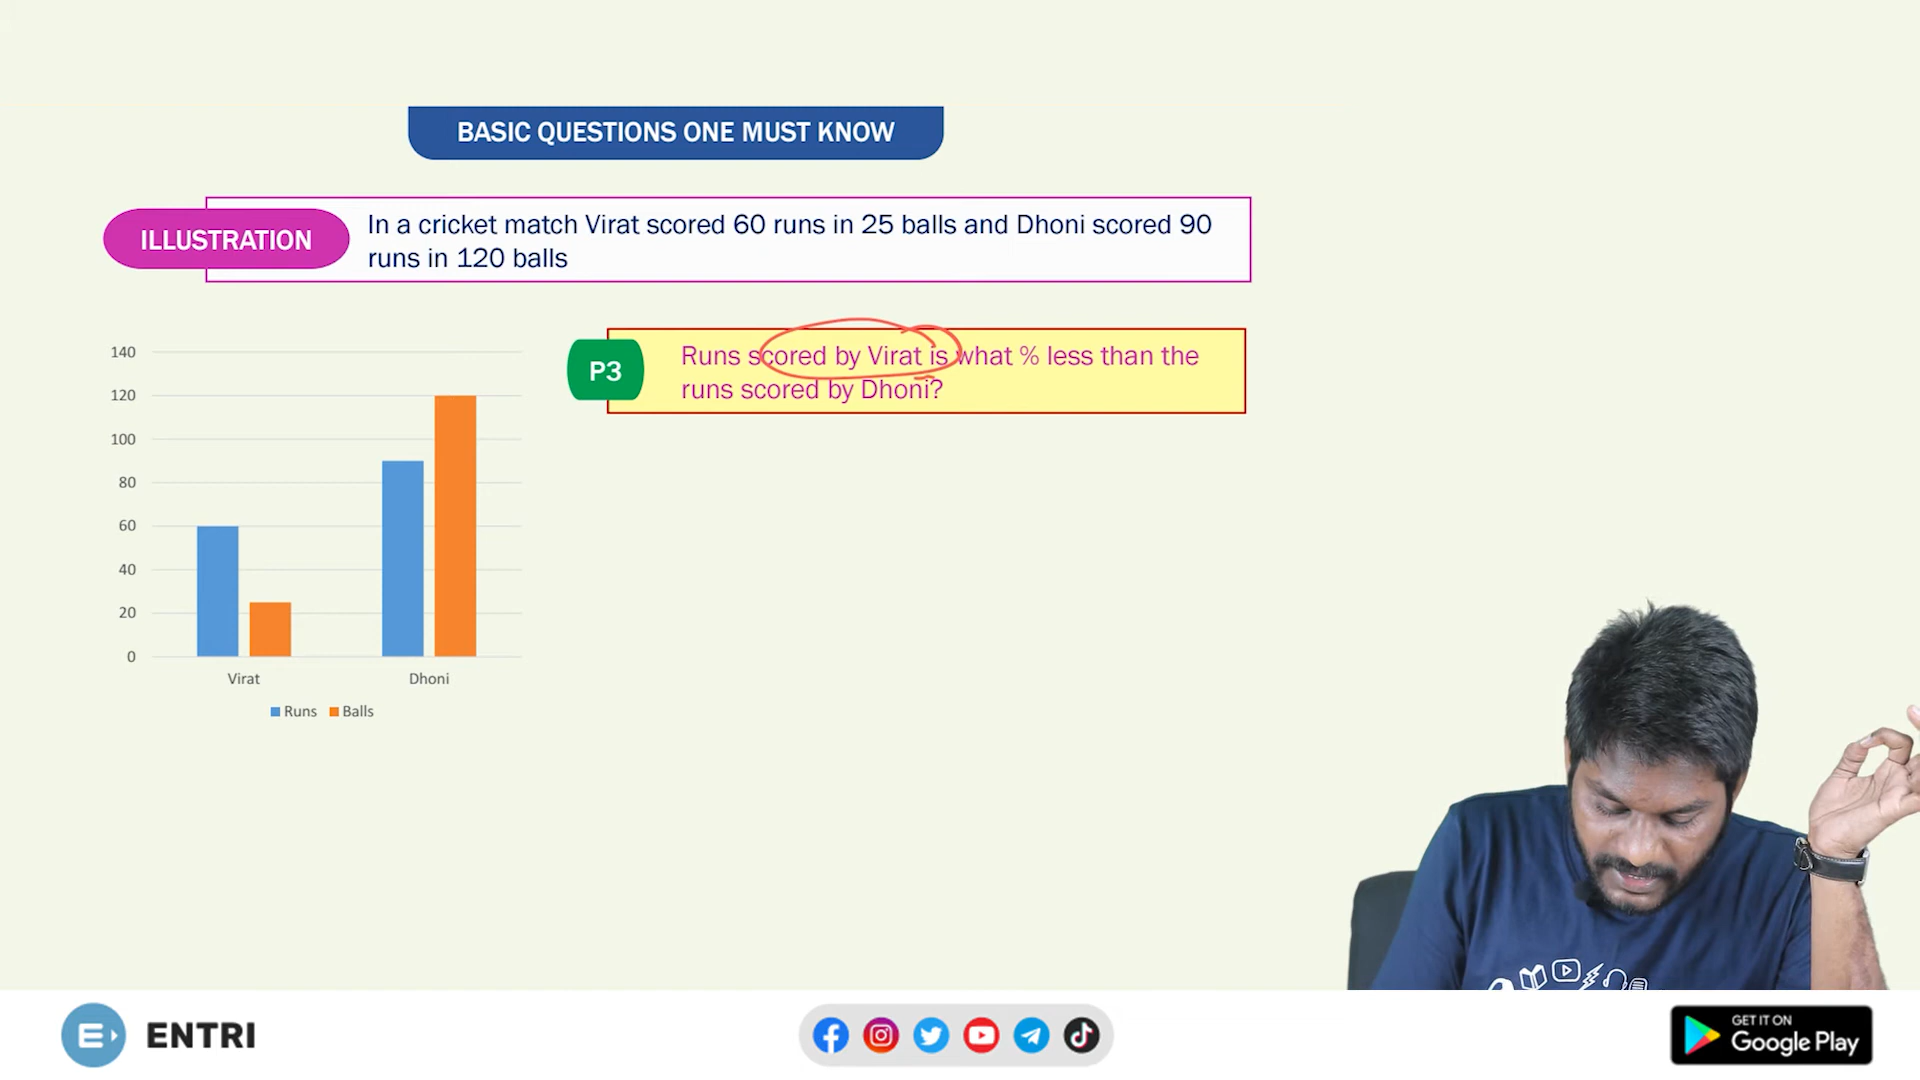 BASIC QUESTIONS ONE MUST KNOW
ILLUSTRATION
In a cricket match Virat scored 60 runs in 25 balls and Dhoni scored 90
runs in 120 balls
P3
Runs scored by Virat is what % less than the
runs scored by Dhoni?
140
120
100
80
60
40
20
0
Virat Dhoni
Runs Balls
ENTRI
GET IT ON
Google Play